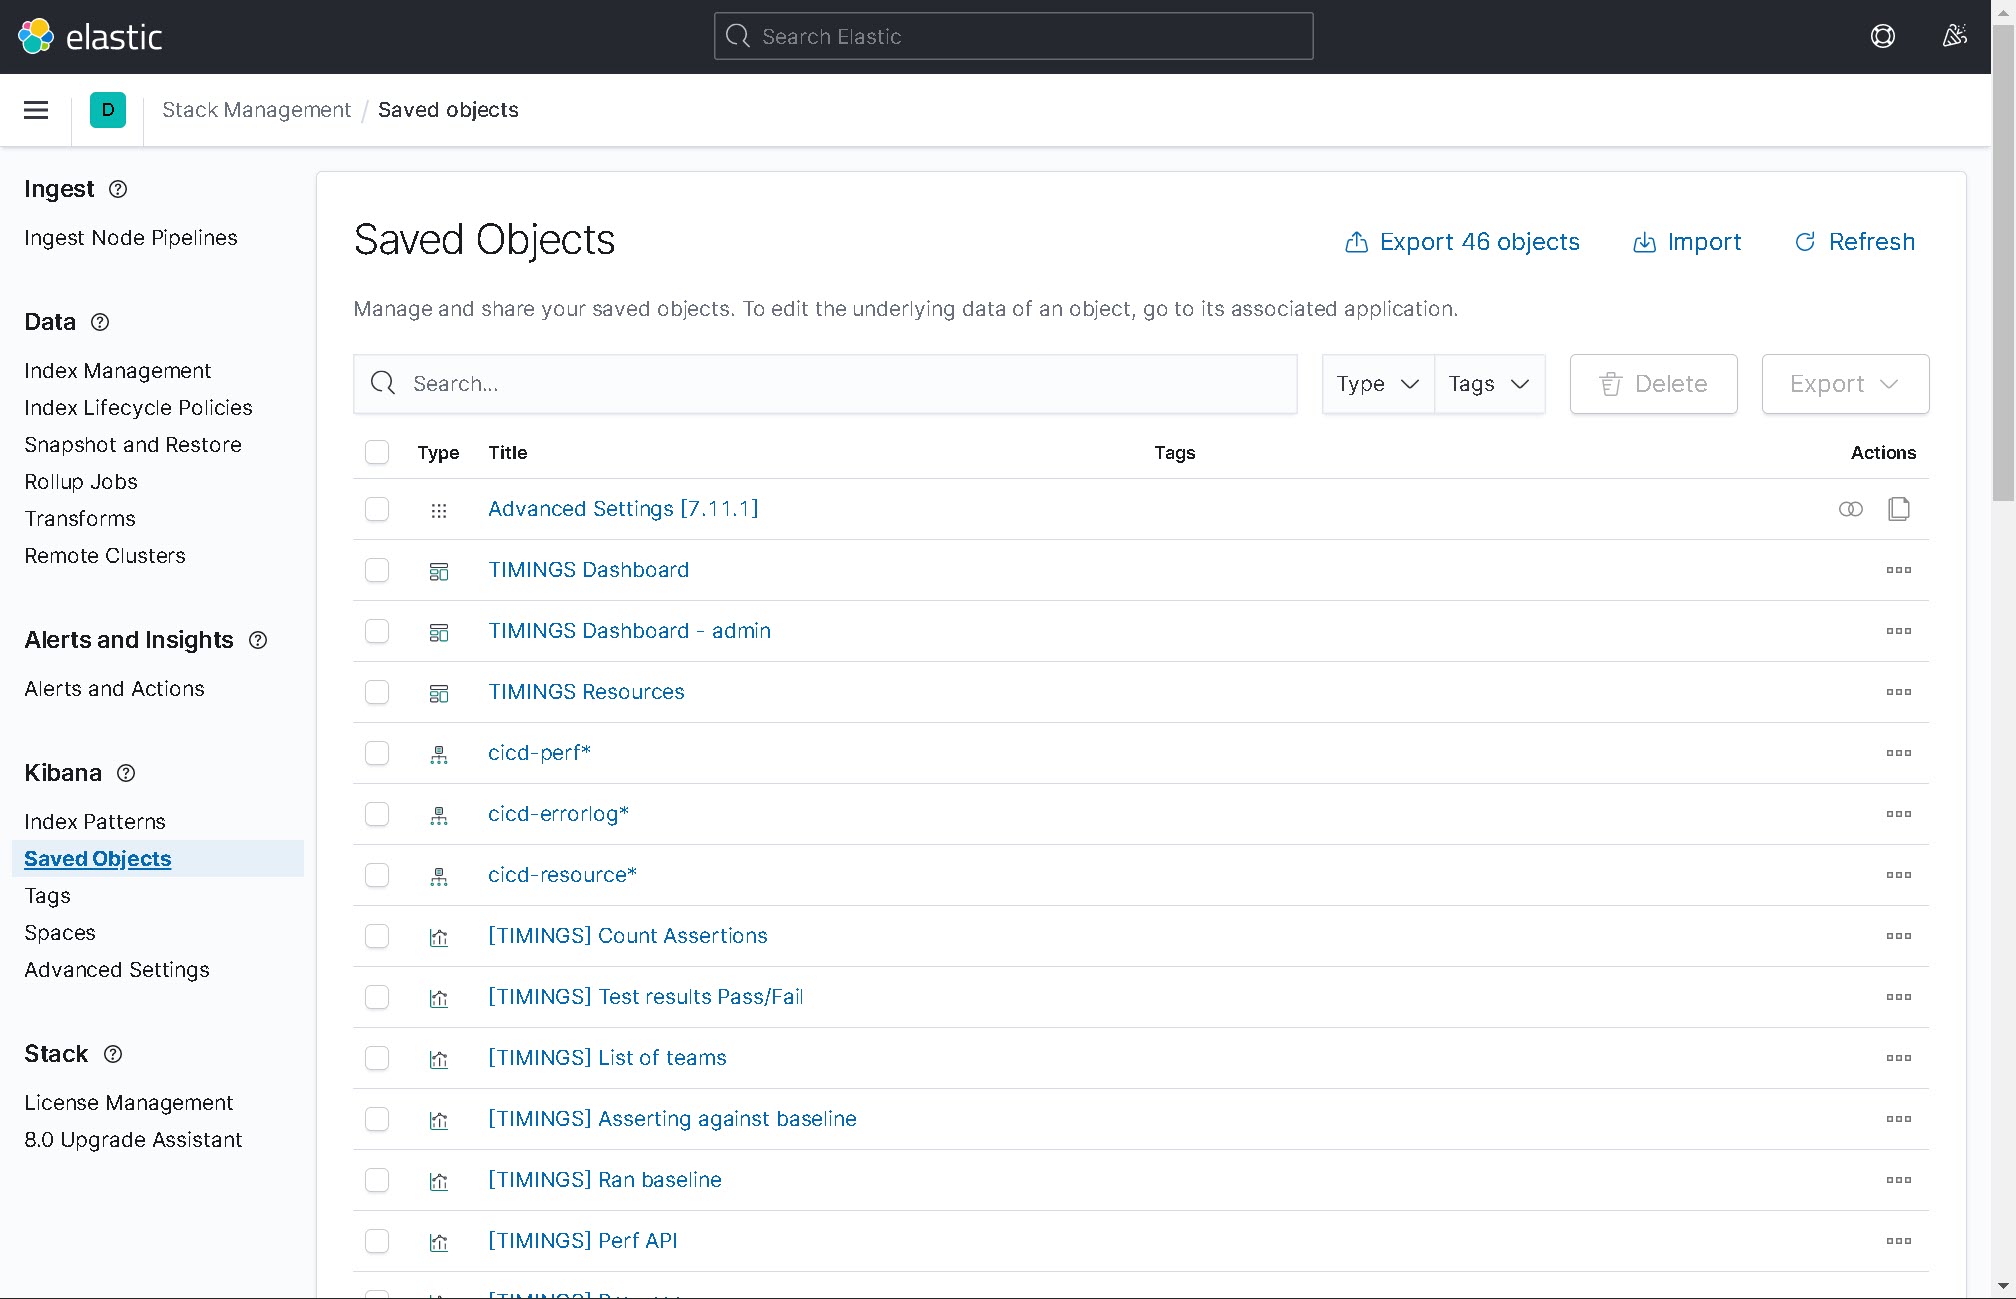 elastic
Search Elastic
D
Stack Management / Saved objects
Ingest
Ingest Node Pipelines
Data
Index Management
Index Lifecycle Policies
Snapshot and Restore
Rollup Jobs
Transforms
Remote Clusters
Alerts and Insights
Alerts and Actions
Kibana
Index Patterns
Saved Objects
Tags
Spaces
Advanced Settings
Stack
License Management
8.0 Upgrade Assistant
Saved Objects
Export 46 objects
Import
Refresh
Manage and share your saved objects. To edit the underlying data of an object, go to its associated application.
Search...
Type
Tags
Delete
Export
Type Title Tags Actions
Advanced Settings [7.11.1]
TIMINGS Dashboard
TIMINGS Dashboard - admin
TIMINGS Resources
cicd-perf*
cicd-errorlog*
cicd-resource*
[TIMINGS] Count Assertions
[TIMINGS] Test results Pass/Fail
[TIMINGS] List of teams
[TIMINGS] Asserting against baseline
[TIMINGS] Ran baseline
[TIMINGS] Perf API
[TIMINGS]